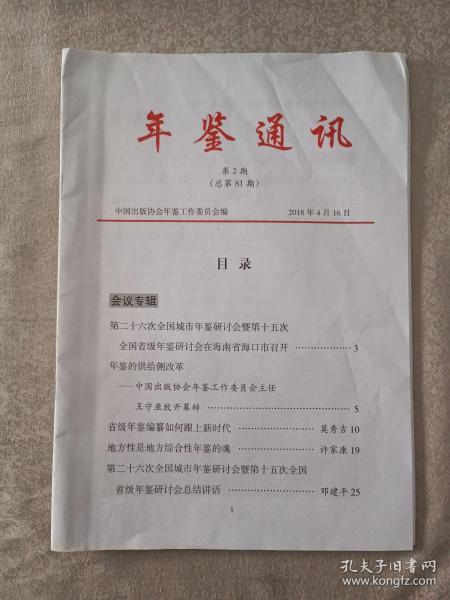 年鉴通讯
第2期
（总第81期）
中国出版协会年鉴工作委员会编 2018年4月16日
目录
会议专辑
第二十六次全国城市年鉴研讨会暨第十五次
全国省级年鉴研讨会在海南省海口市召开 ……………… 3
年鉴的供给侧改革
——中国出版协会年鉴工作委员会主任
王守亚致开幕辞 ……………………………… 5
省级年鉴编纂如何跟上新时代 ……………… 莫秀吉 10
地方性是地方综合性年鉴的魂 ……………… 许家康 19
第二十六次全国城市年鉴研讨会暨第十五次全国
省级年鉴研讨会总结讲话 ……………… 邓建平 25
1
孔夫子旧书网
www.kongfz.com